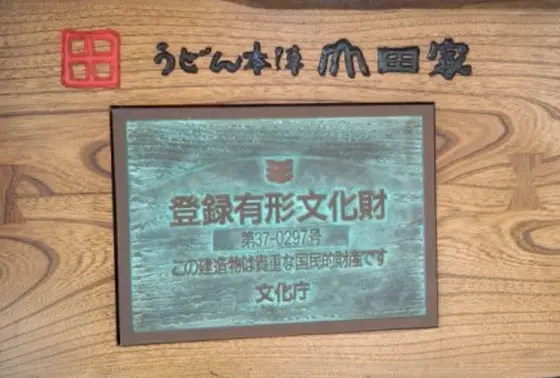 うどん本陣 山田家
登録有形文化財
第37-0297号
この建造物は貴重な国民的財産です
文化庁